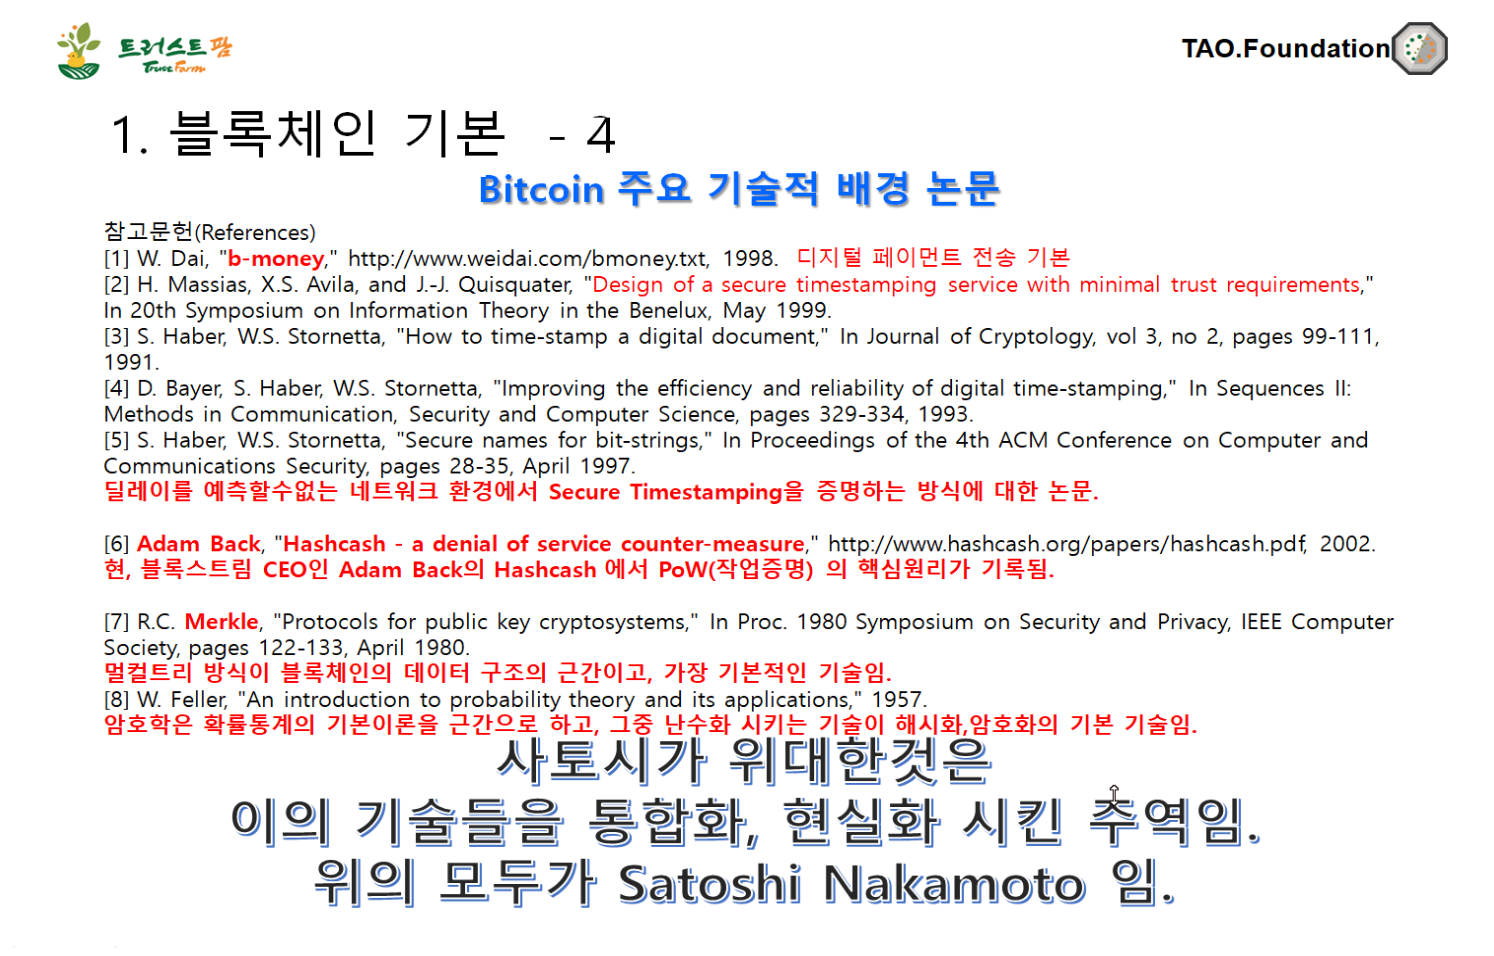 트러스트팜
Trust Farm
TAO.Foundation
1. 블록체인 기본 - 4
Bitcoin 주요 기술적 배경 논문
참고문헌(References)
[1] W. Dai, "b-money," http://www.weidai.com/bmoney.txt, 1998. 디지털 페이먼트 전송 기본
[2] H. Massias, X.S. Avila, and J.-J. Quisquater, "Design of a secure timestamping service with minimal trust requirements,"
In 20th Symposium on Information Theory in the Benelux, May 1999.
[3] S. Haber, W.S. Stornetta, "How to time-stamp a digital document," In Journal of Cryptology, vol 3, no 2, pages 99-111,
1991.
[4] D. Bayer, S. Haber, W.S. Stornetta, "Improving the efficiency and reliability of digital time-stamping," In Sequences II:
Methods in Communication, Security and Computer Science, pages 329-334, 1993.
[5] S. Haber, W.S. Stornetta, "Secure names for bit-strings," In Proceedings of the 4th ACM Conference on Computer and
Communications Security, pages 28-35, April 1997.
딜레이를 예측할수없는 네트워크 환경에서 Secure Timestamping을 증명하는 방식에 대한 논문.
[6] Adam Back, "Hashcash - a denial of service counter-measure," http://www.hashcash.org/papers/hashcash.pdf, 2002.
현, 블록스트림 CEO인 Adam Back의 Hashcash 에서 PoW(작업증명) 의 핵심원리가 기록됨.
[7] R.C. Merkle, "Protocols for public key cryptosystems," In Proc. 1980 Symposium on Security and Privacy, IEEE Computer
Society, pages 122-133, April 1980.
멀컬트리 방식이 블록체인의 데이터 구조의 근간이고, 가장 기본적인 기술임.
[8] W. Feller, "An introduction to probability theory and its applications," 1957.
암호학은 확률통계의 기본이론을 근간으로 하고, 그중 난수화 시키는 기술이 해시화,암호화의 기본 기술임.
사토시가 위대한것은
이의 기술들을 통합화, 현실화 시킨 주역임.
위의 모두가 Satoshi Nakamoto 임.